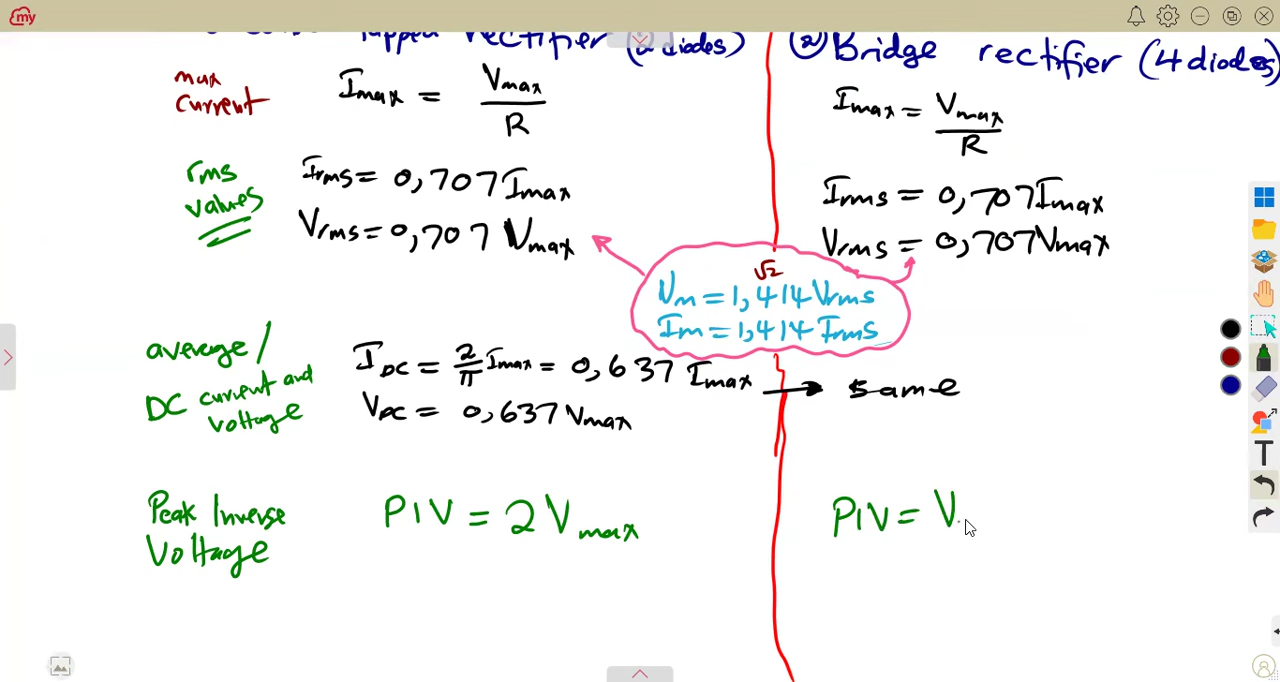 my
Tapped rectifier (2 diodes)
② Bridge rectifier (4 diodes)
max
current
Imax = Vmax
R
Imax = Vmax
R
rms
values
Irms = 0,707 Imax
Vrms = 0,707 Vmax
Irms = 0,707 Imax
Vrms = 0,707 Vmax
√2
Vm = 1,414 Vrms
Im = 1,414 Irms
average/
DC current and
voltage
IDC = 2/π Imax = 0,637 Imax → same
VDC = 0,637 Vmax
Peak Inverse
Voltage
PIV = 2 Vmax
PIV = V
T